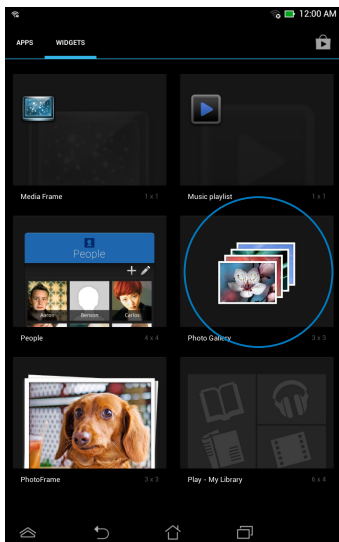 12:00 AM
APPS WIDGETS
Media Frame 1 x 1 Music playlist 1 x 1
People
Aaron Benson Carlos
People 4 x 4 Photo Gallery 3 x 3
PhotoFrame 3 x 3 Play - My Library 6 x 4